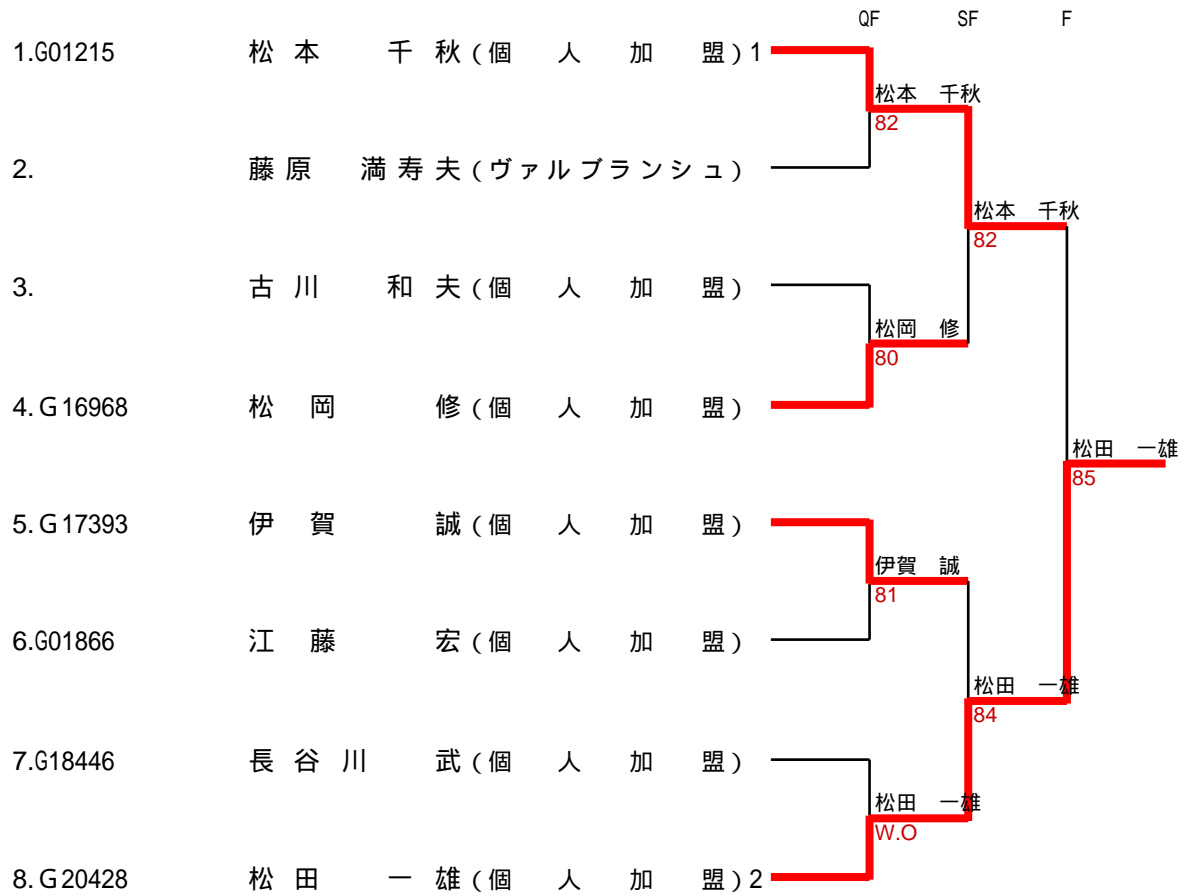 QF SF F
1.G01215 松本 千秋(個人加盟)1
松本 千秋
82
2. 藤原 満寿夫(ヴァルブランシュ)
松本 千秋
82
3. 古川 和夫(個人加盟)
松岡 修
80
4.G16968 松岡 修(個人加盟)
松田 一雄
85
5.G17393 伊賀 誠(個人加盟)
伊賀 誠
81
6.G01866 江藤 宏(個人加盟)
松田 一雄
84
7.G18446 長谷川 武(個人加盟)
松田 一雄
W.O
8.G20428 松田 一雄(個人加盟)2